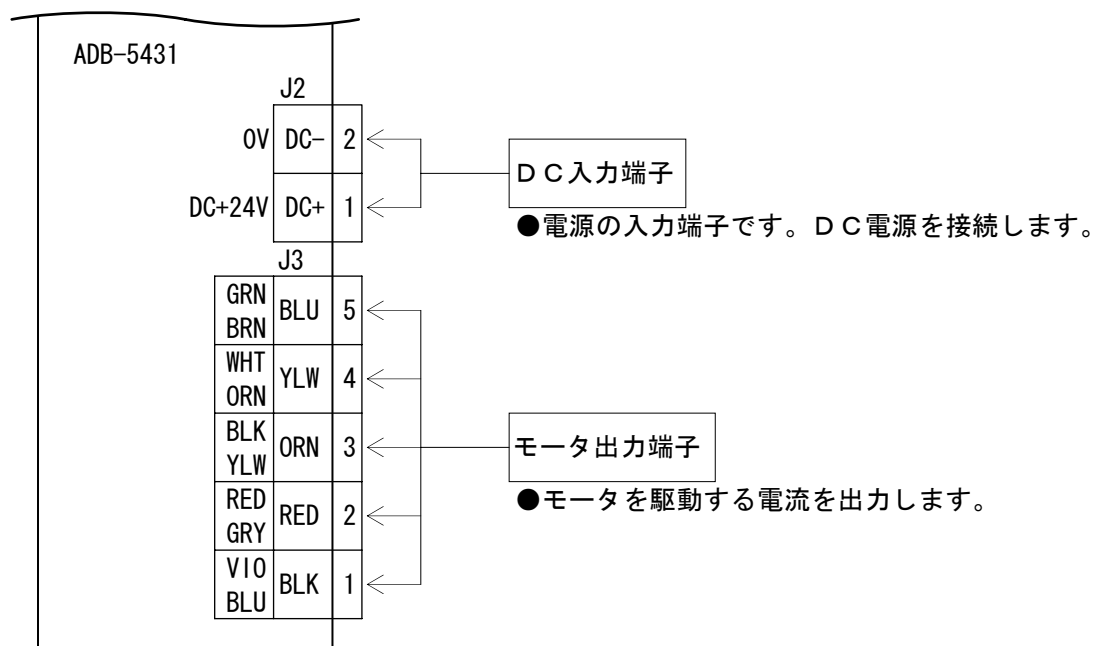 ADB-5431
J2
0V DC- 2
DC入力端子
DC+24V DC+ 1
●電源の入力端子です。DC電源を接続します。
J3
GRN
BRN BLU 5
WHT
ORN YLW 4
BLK
YLW ORN 3
モータ出力端子
RED
GRY RED 2
●モータを駆動する電流を出力します。
VIO
BLU BLK 1